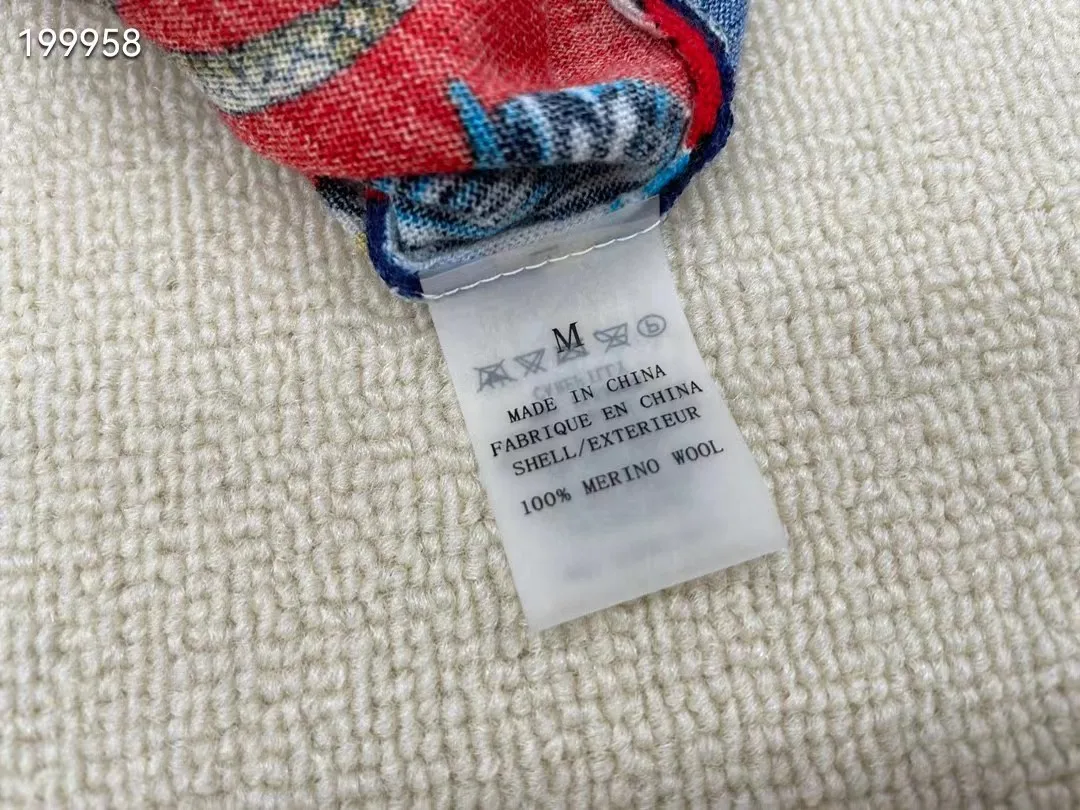 199958
M
MADE IN CHINA
FABRIQUE EN CHINA
SHELL/EXTERIEUR
100% MERINO WOOL